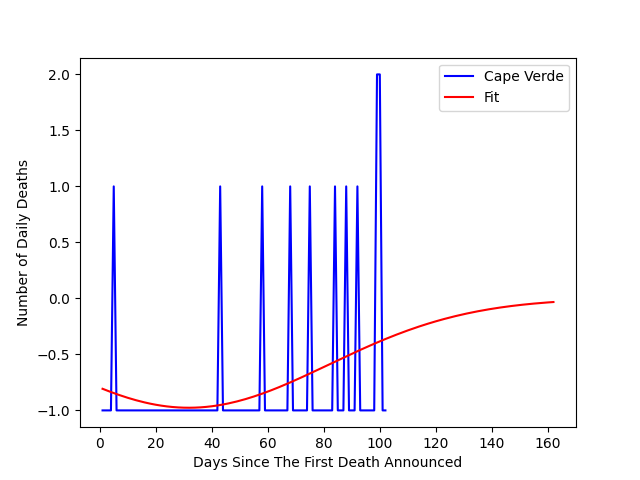 Cape Verde
Fit
2.0
1.5
1.0
0.5
0.0
−0.5
−1.0
Number of Daily Deaths
0 20 40 60 80 100 120 140 160
Days Since The First Death Announced